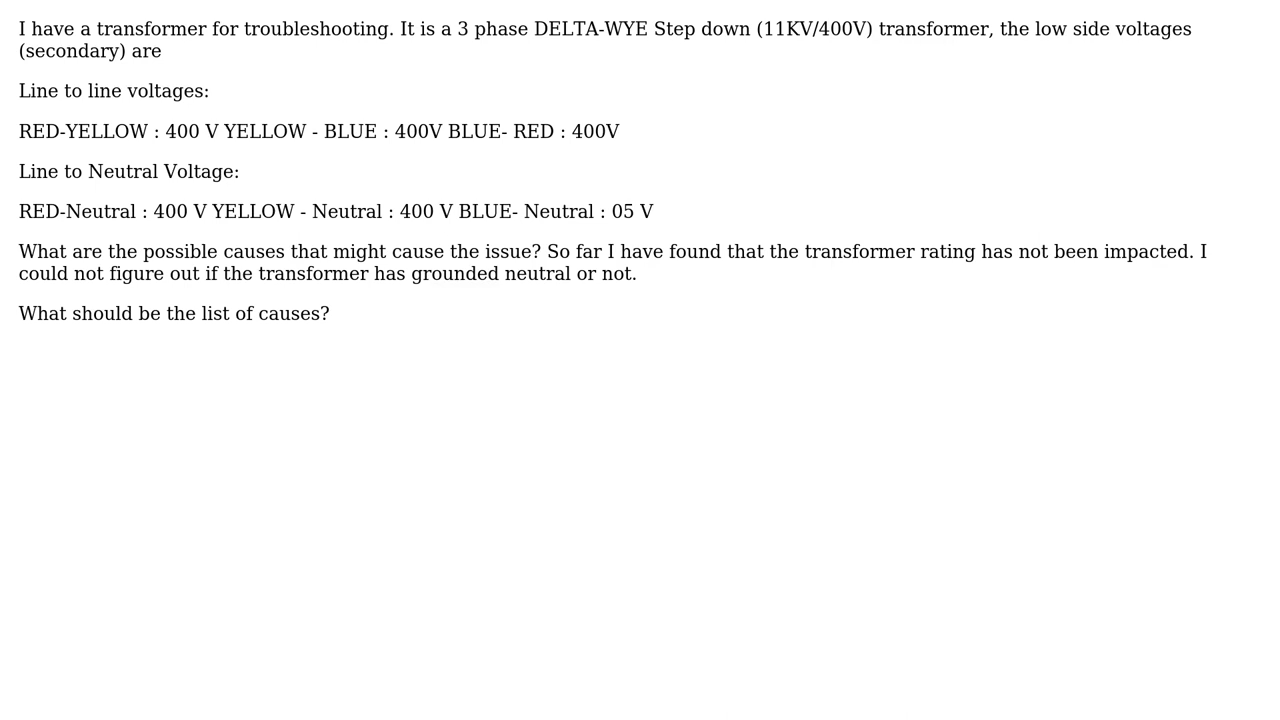 I have a transformer for troubleshooting. It is a 3 phase DELTA-WYE Step down (11KV/400V) transformer, the low side voltages
(secondary) are
Line to line voltages:
RED-YELLOW : 400 V YELLOW - BLUE : 400V BLUE- RED : 400V
Line to Neutral Voltage:
RED-Neutral : 400 V YELLOW - Neutral : 400 V BLUE- Neutral : 05 V
What are the possible causes that might cause the issue? So far I have found that the transformer rating has not been impacted. I
could not figure out if the transformer has grounded neutral or not.
What should be the list of causes?